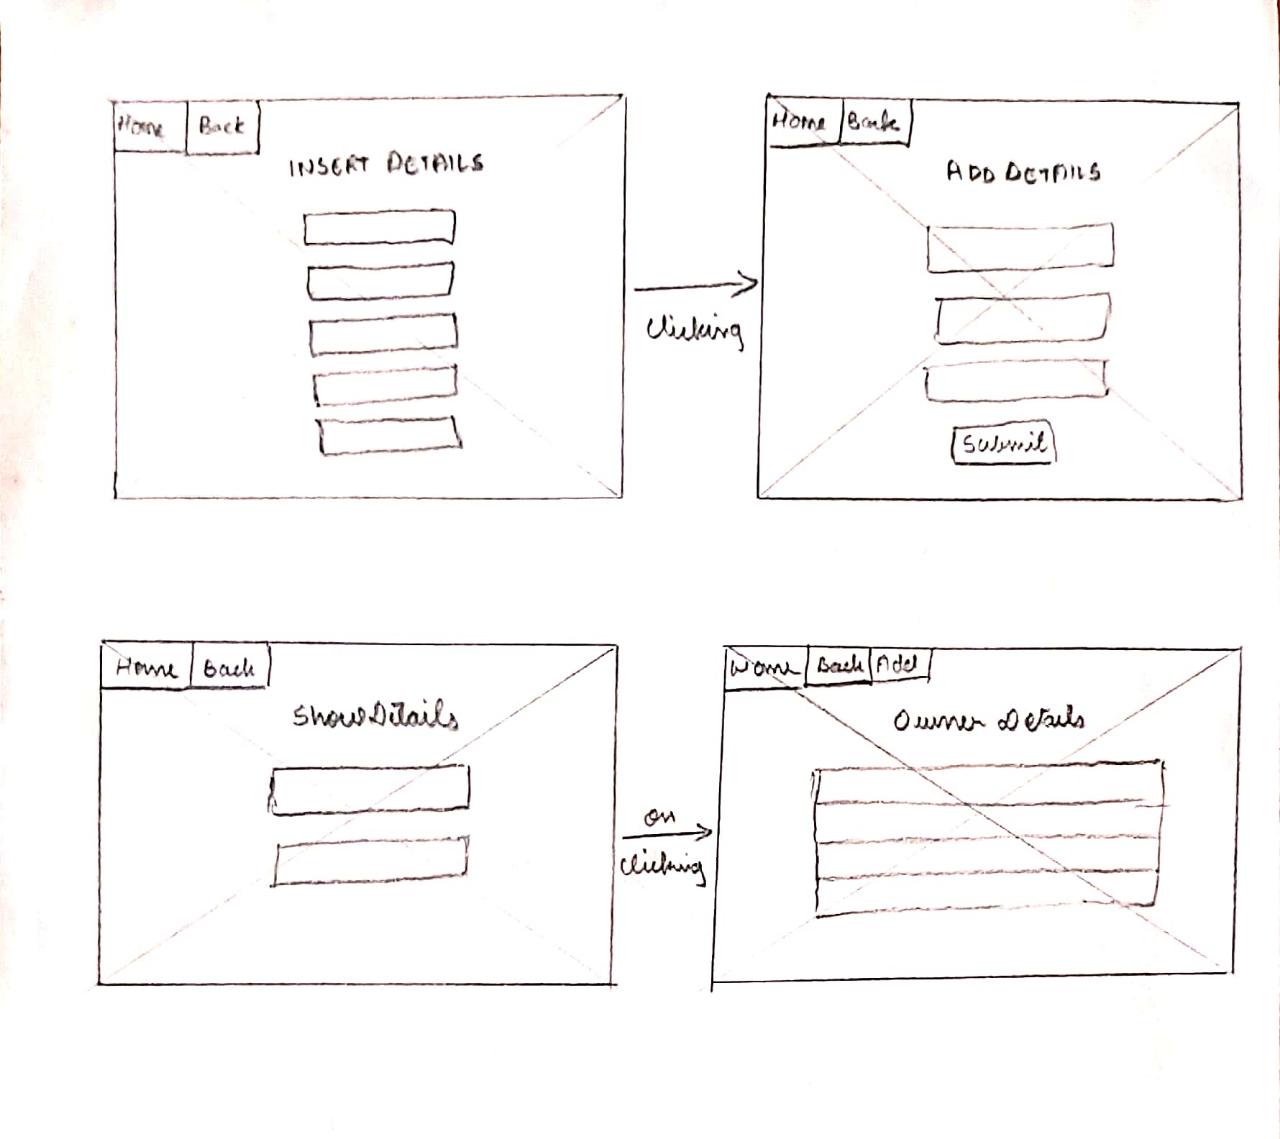 Home Back
INSERT DETAILS
clicking
Home Back
ADD DETAILS
Submit
Home Back
Show Details
on
clicking
Home Back Add
Owner Details